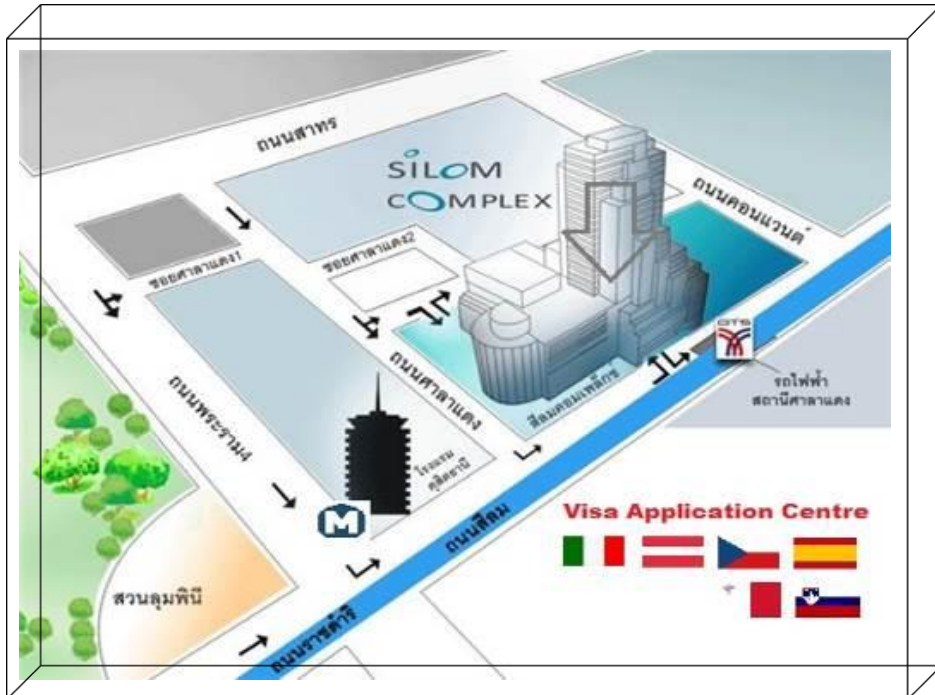 ถนนสาทร
SILOM
COMPLEX
ถนนคอนแวนต์
ซอยศาลาแดง1
ซอยศาลาแดง2
BTS
รถไฟฟ้า
สถานีศาลาแดง
ถนนพระราม4
ถนนศาลาแดง
สีลมคอมเพล็กซ
โรงแรม
ดุสิตธานี
M
ถนนสีลม
Visa Application Centre
สวนลุมพินี
ถนนราชดำริ